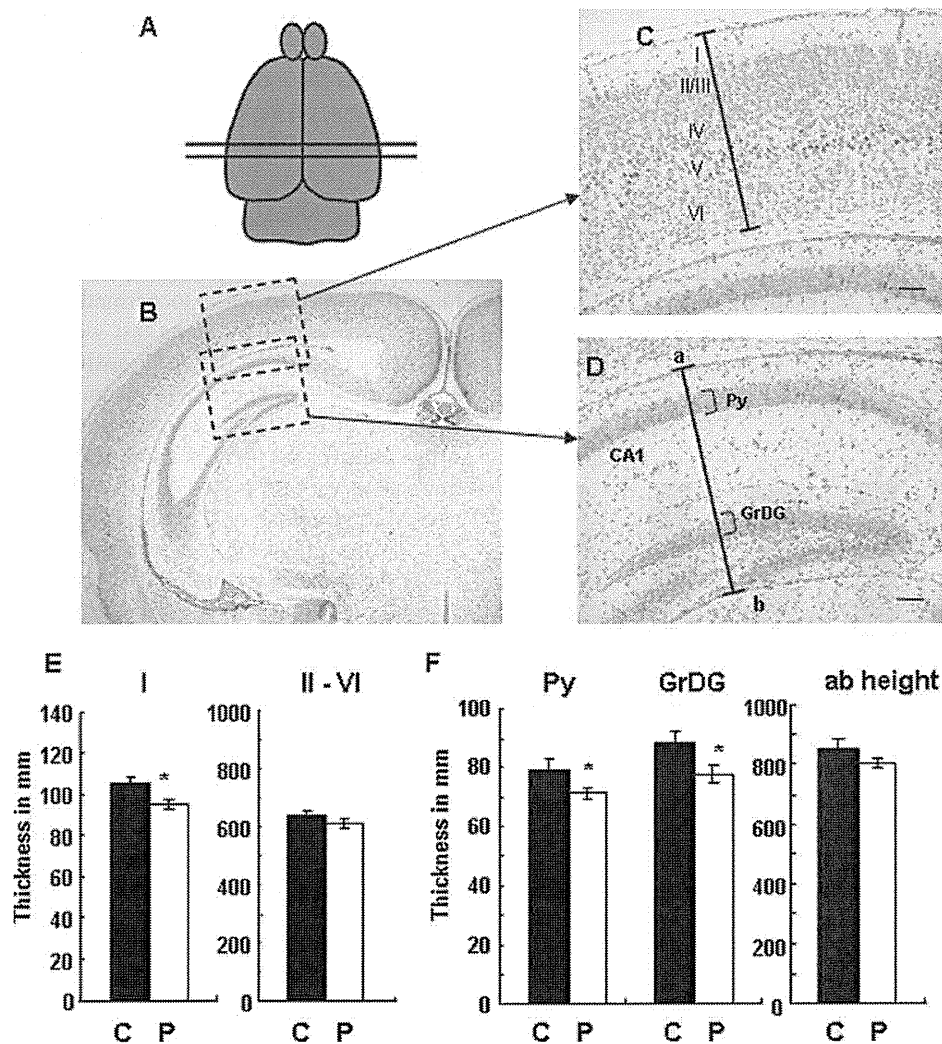 A
C
I
II/III
IV
V
VI
B
D
a
Py
CA1
GrDG
b
E
I
II - VI
Thickness in mm
140
120
100
80
60
40
20
0
1000
800
600
400
200
0
C P
C P
F
Py
GrDG
ab height
Thickness in mm
100
80
60
40
20
0
1000
800
600
400
200
0
*
*
*
C P
C P
C P